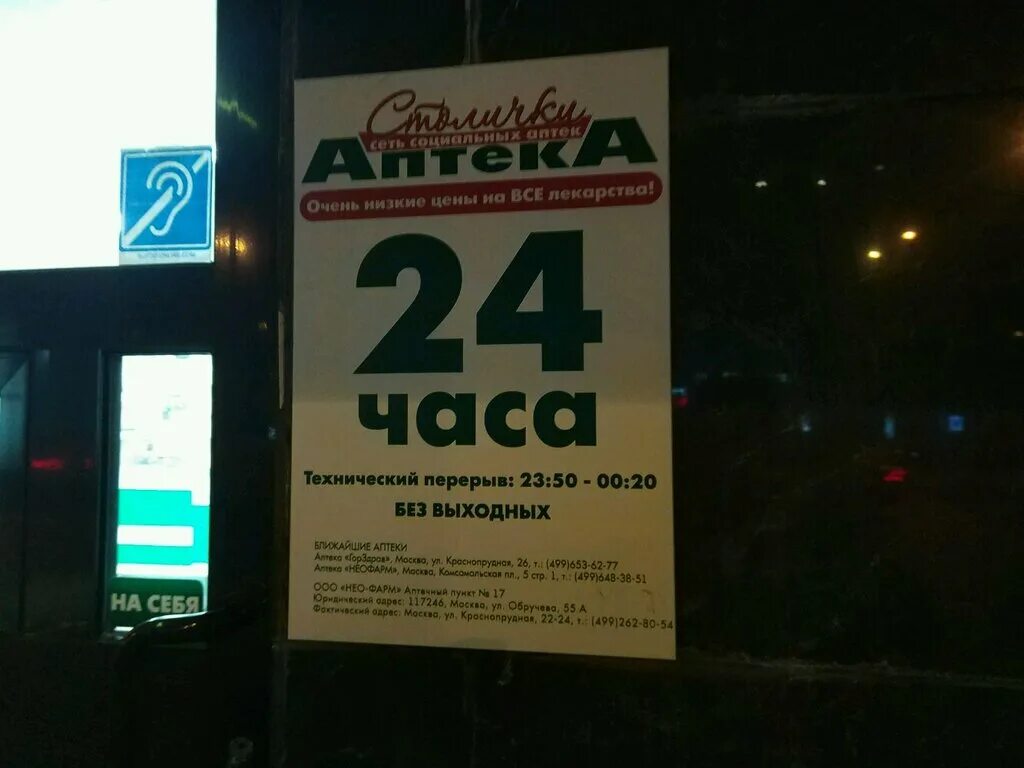 Столички
сеть социальных аптек
АптекА
Очень низкие цены на ВСЕ лекарства!
24
часа
Технический перерыв: 23:50 - 00:20
БЕЗ ВЫХОДНЫХ
БЛИЖАЙШИЕ АПТЕКИ
Аптека «ГорЗдрав», Москва, ул. Краснопрудная, 26, т.: (499)653-62-77
Аптека «НЕОФАРМ», Москва, Комсомольская пл., 5 стр. 1, т.: (499)648-38-51
ООО «НЕО-ФАРМ» Аптечный пункт № 17
Юридический адрес: 117246, Москва, ул. Обручева, 55 А
Фактический адрес: Москва, ул. Краснопрудная, 22-24, т.: (499)262-80-54
НА СЕБЯ